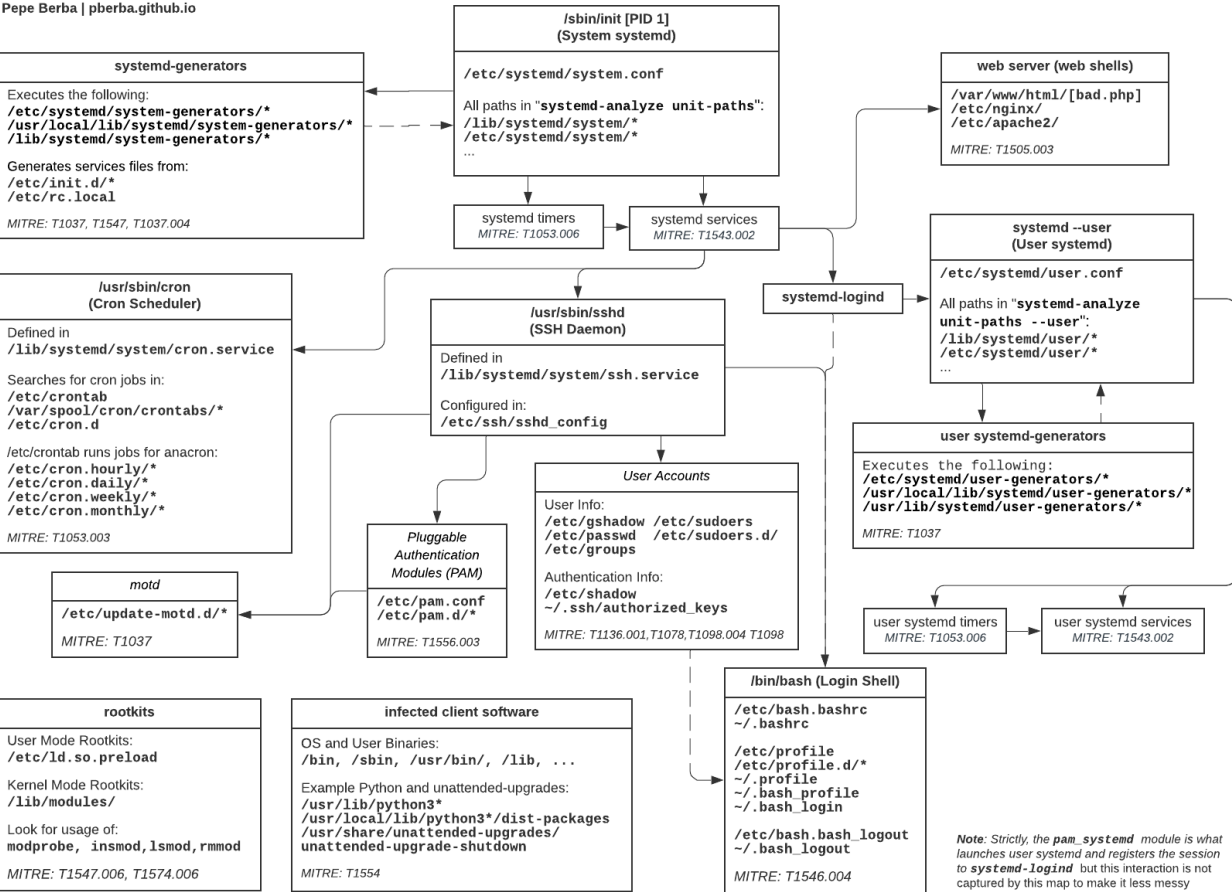 Pepe Berba | pberba.github.io
/sbin/init [PID 1]
(System systemd)
/etc/systemd/system.conf
All paths in “systemd-analyze unit-paths”:
/lib/systemd/system/*
/etc/systemd/system/*
...
systemd-generators
Executes the following:
/etc/systemd/system-generators/*
/usr/local/lib/systemd/system-generators/*
/lib/systemd/system-generators/*
Generates services files from:
/etc/init.d/*
/etc/rc.local
MITRE: T1037, T1547, T1037.004
web server (web shells)
/var/www/html/[bad.php]
/etc/nginx/
/etc/apache2/
MITRE: T1505.003
systemd timers
MITRE: T1053.006
systemd services
MITRE: T1543.002
systemd --user
(User systemd)
/etc/systemd/user.conf
All paths in “systemd-analyze
unit-paths --user”:
/lib/systemd/user/*
/etc/systemd/user/*
...
systemd-logind
/usr/sbin/cron
(Cron Scheduler)
Defined in
/lib/systemd/system/cron.service
Searches for cron jobs in:
/etc/crontab
/var/spool/cron/crontabs/*
/etc/cron.d
/etc/crontab runs jobs for anacron:
/etc/cron.hourly/*
/etc/cron.daily/*
/etc/cron.weekly/*
/etc/cron.monthly/*
MITRE: T1053.003
/usr/sbin/sshd
(SSH Daemon)
Defined in
/lib/systemd/system/ssh.service
Configured in:
/etc/ssh/sshd_config
user systemd-generators
Executes the following:
/etc/systemd/user-generators/*
/usr/local/lib/systemd/user-generators/*
/usr/lib/systemd/user-generators/*
MITRE: T1037
User Accounts
User Info:
/etc/gshadow /etc/sudoers
/etc/passwd /etc/sudoers.d/
/etc/groups
Authentication Info:
/etc/shadow
~/.ssh/authorized_keys
MITRE: T1136.001,T1078,T1098.004 T1098
Pluggable
Authentication
Modules (PAM)
/etc/pam.conf
/etc/pam.d/*
MITRE: T1556.003
motd
/etc/update-motd.d/*
MITRE: T1037
user systemd timers
MITRE: T1053.006
user systemd services
MITRE: T1543.002
/bin/bash (Login Shell)
/etc/bash.bashrc
~/.bashrc
/etc/profile
/etc/profile.d/*
~/.profile
~/.bash_profile
~/.bash_login
/etc/bash.bash_logout
~/.bash_logout
MITRE: T1546.004
rootkits
User Mode Rootkits:
/etc/ld.so.preload
Kernel Mode Rootkits:
/lib/modules/
Look for usage of:
modprobe, insmod,lsmod,rmmod
MITRE: T1547.006, T1574.006
infected client software
OS and User Binaries:
/bin, /sbin, /usr/bin/, /lib, ...
Example Python and unattended-upgrades:
/usr/lib/python3*
/usr/local/lib/python3*/dist-packages
/usr/share/unattended-upgrades/
unattended-upgrade-shutdown
MITRE: T1554
Note: Strictly, the pam_systemd module is what
launches user systemd and registers the session
to systemd-logind but this interaction is not
captured by this map to make it less messy